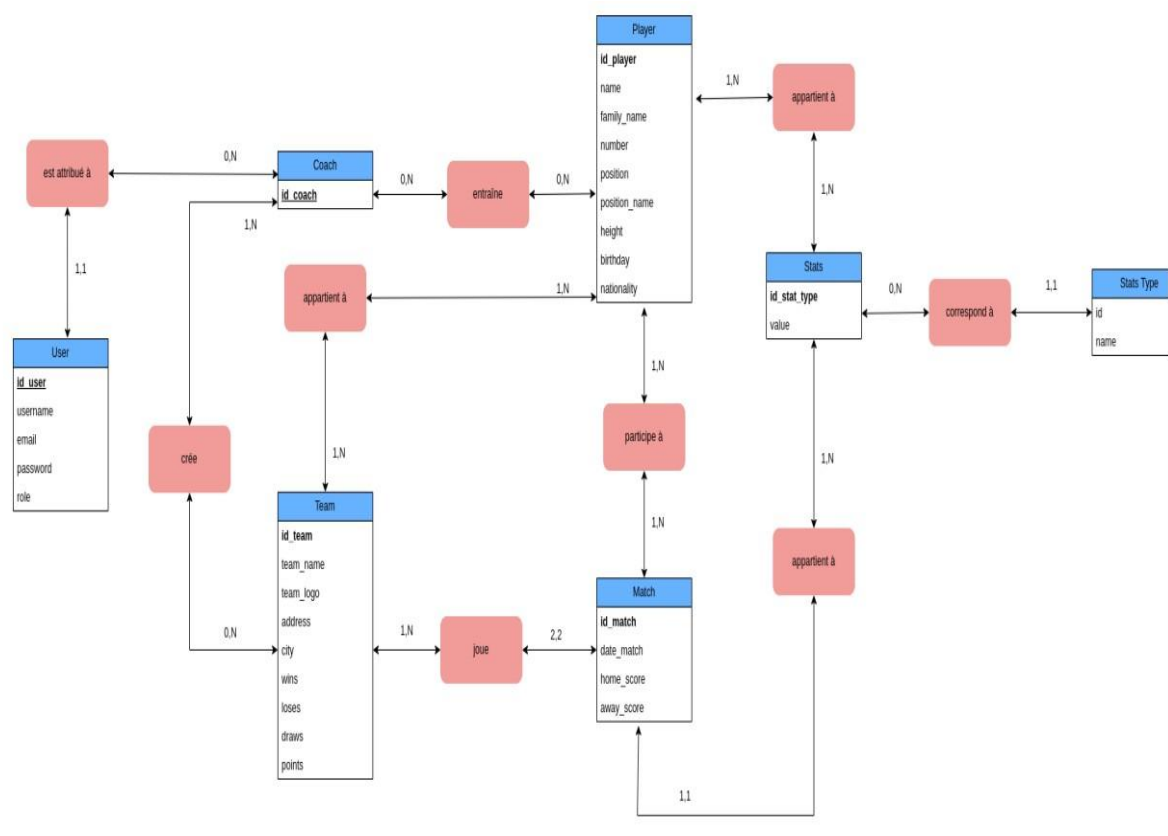 Player
id_player
name
family_name
number
position
position_name
height
birthday
nationality
1,N
appartient à
1,N
est attribué à
0,N
1,1
Coach
id_coach
0,N
entraîne
0,N
1,N
appartient à
1,N
1,N
Stats
id_stat_type
value
0,N
correspond à
1,1
Stats Type
id
name
User
id_user
username
email
password
role
crée
0,N
1,N
participe à
1,N
1,N
appartient à
1,1
Team
id_team
team_name
team_logo
address
city
wins
loses
draws
points
1,N
joue
2,2
Match
id_match
date_match
home_score
away_score